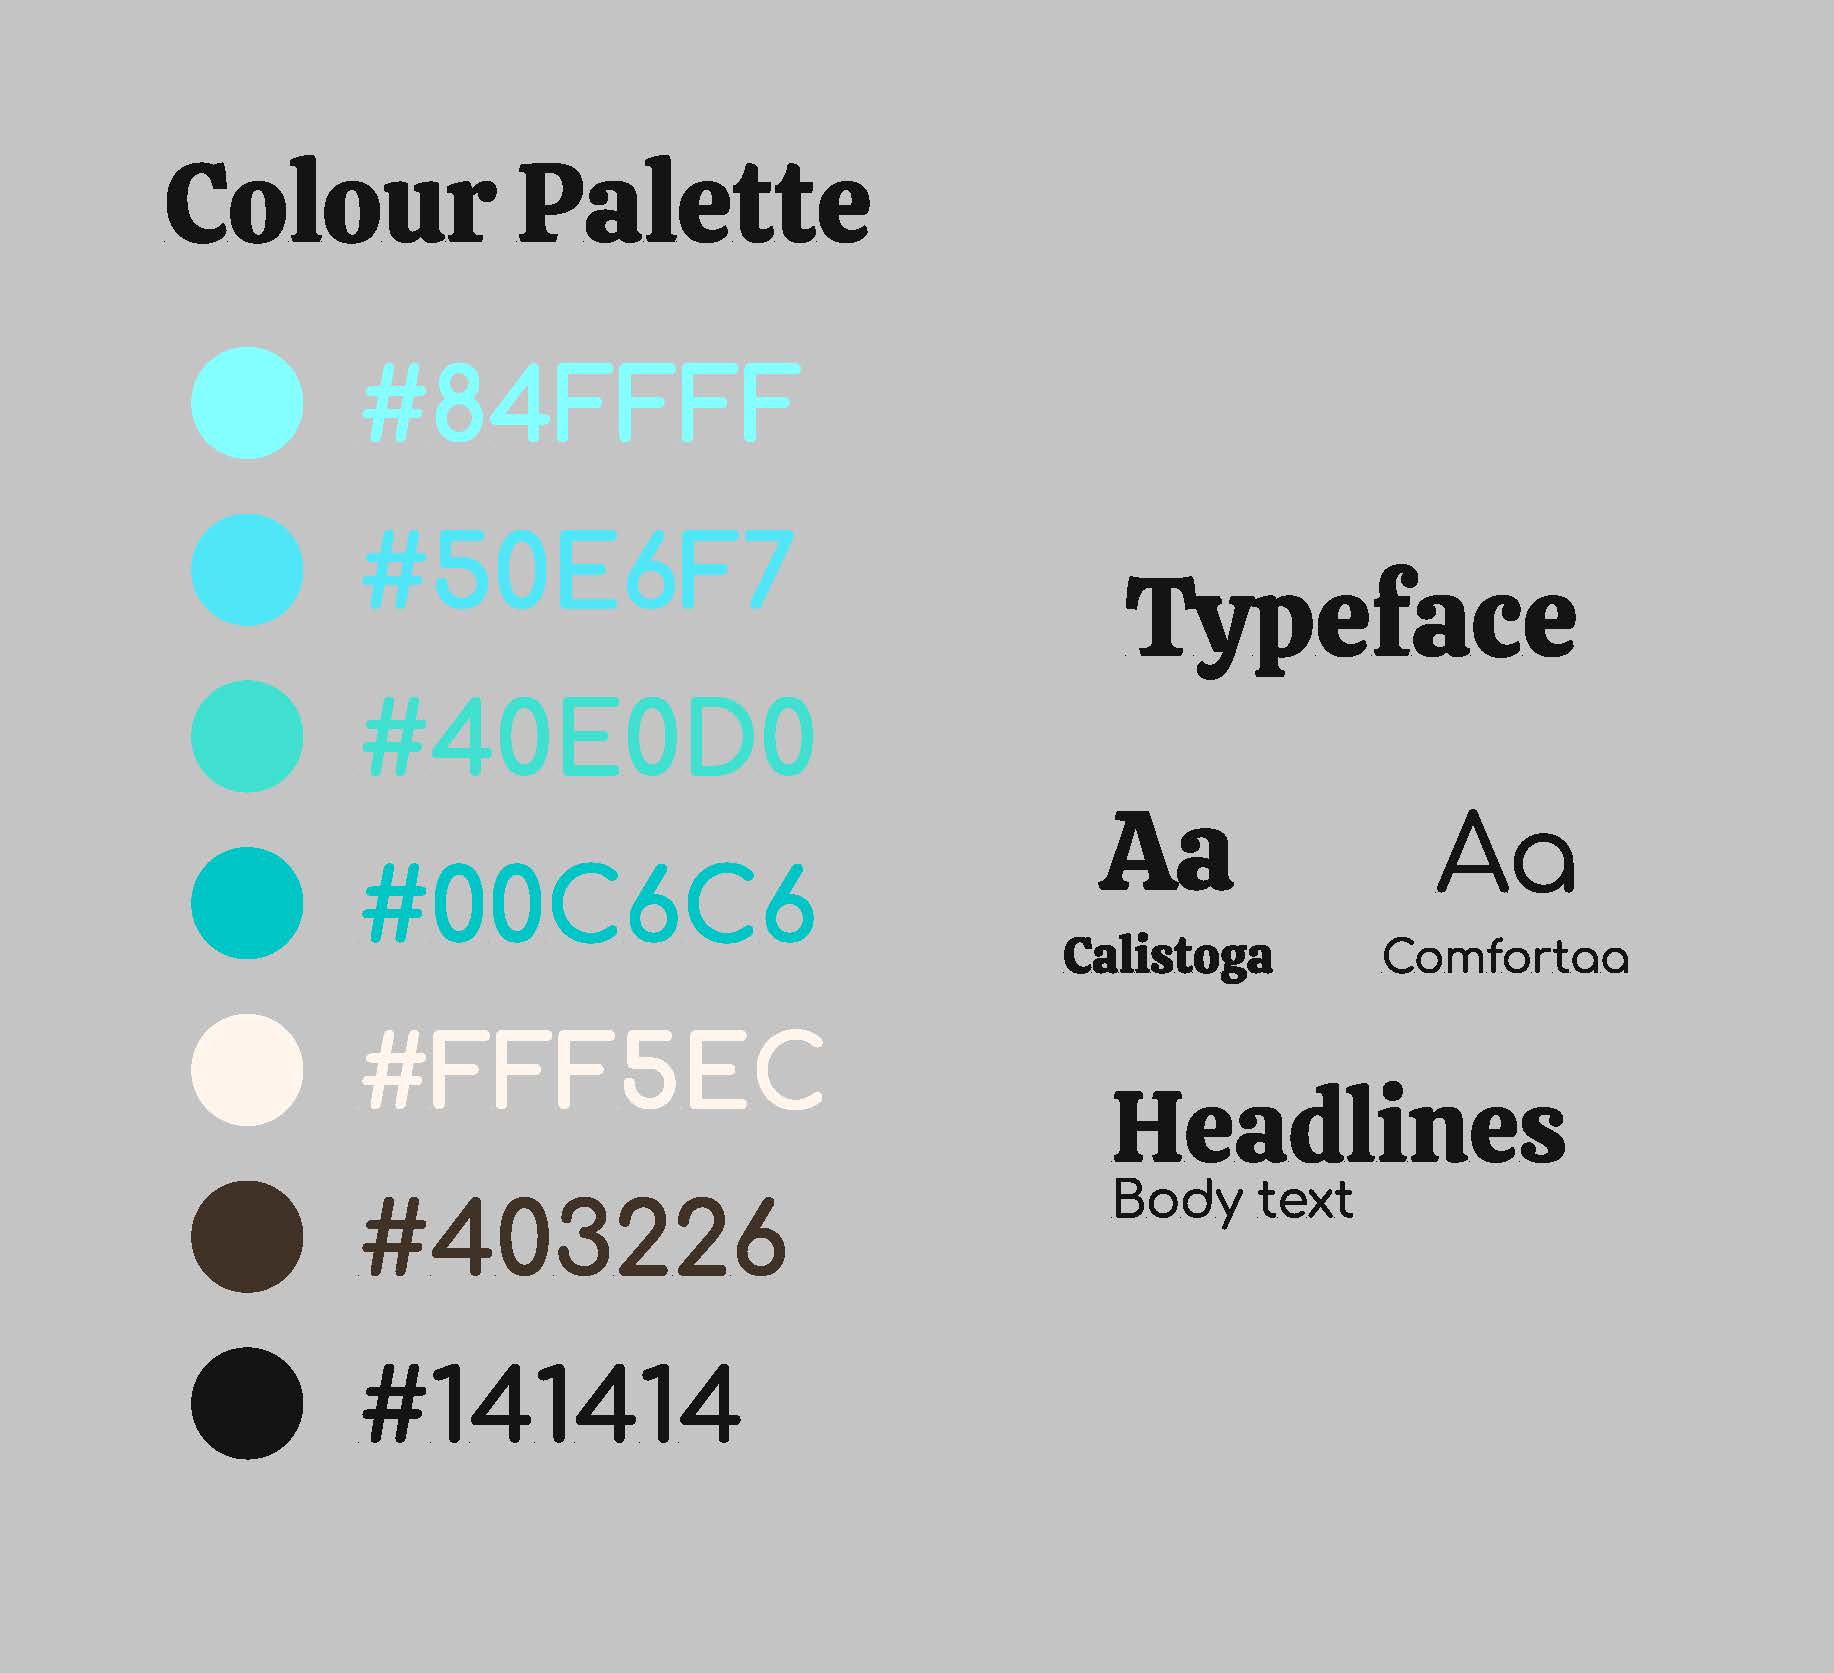 Colour Palette
#84FFFF
#50E6F7
#40E0D0
#00C6C6
#FFF5EC
#403226
#141414
Typeface
Aa Aa
Calistoga Comfortaa
Headlines
Body text